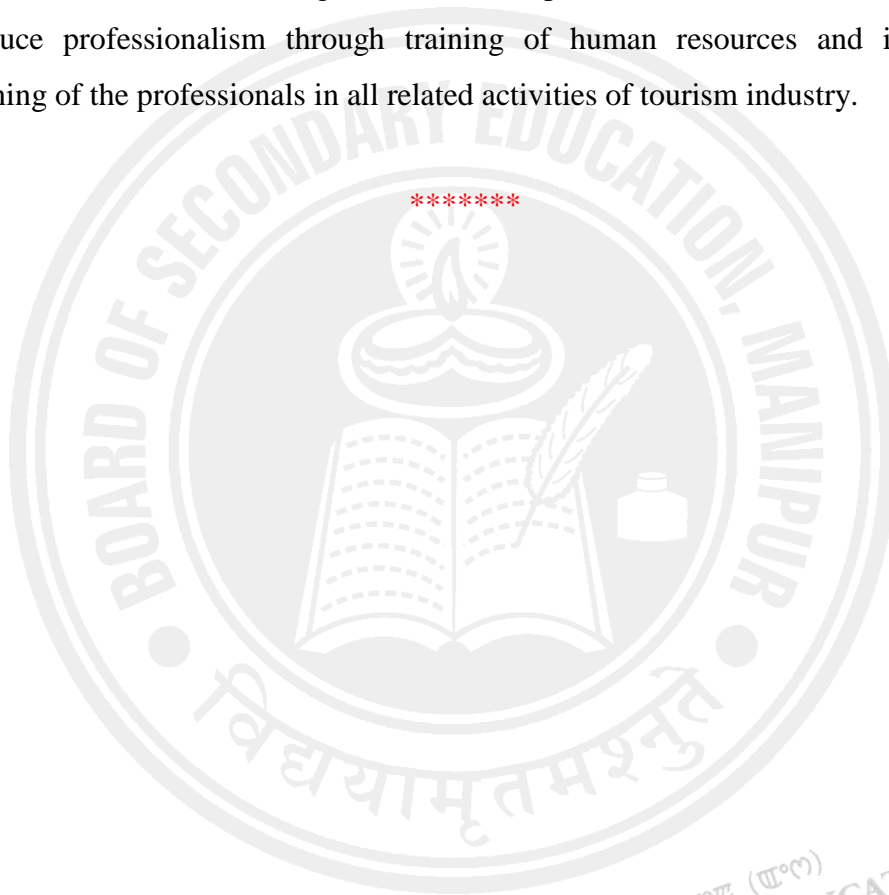 uce professionalism through training of human resources and i
ning of the professionals in all related activities of tourism industry.
*******
BOARD OF SECONDARY EDUCATION, MANIPUR
विद्ययामृतमश्नुते